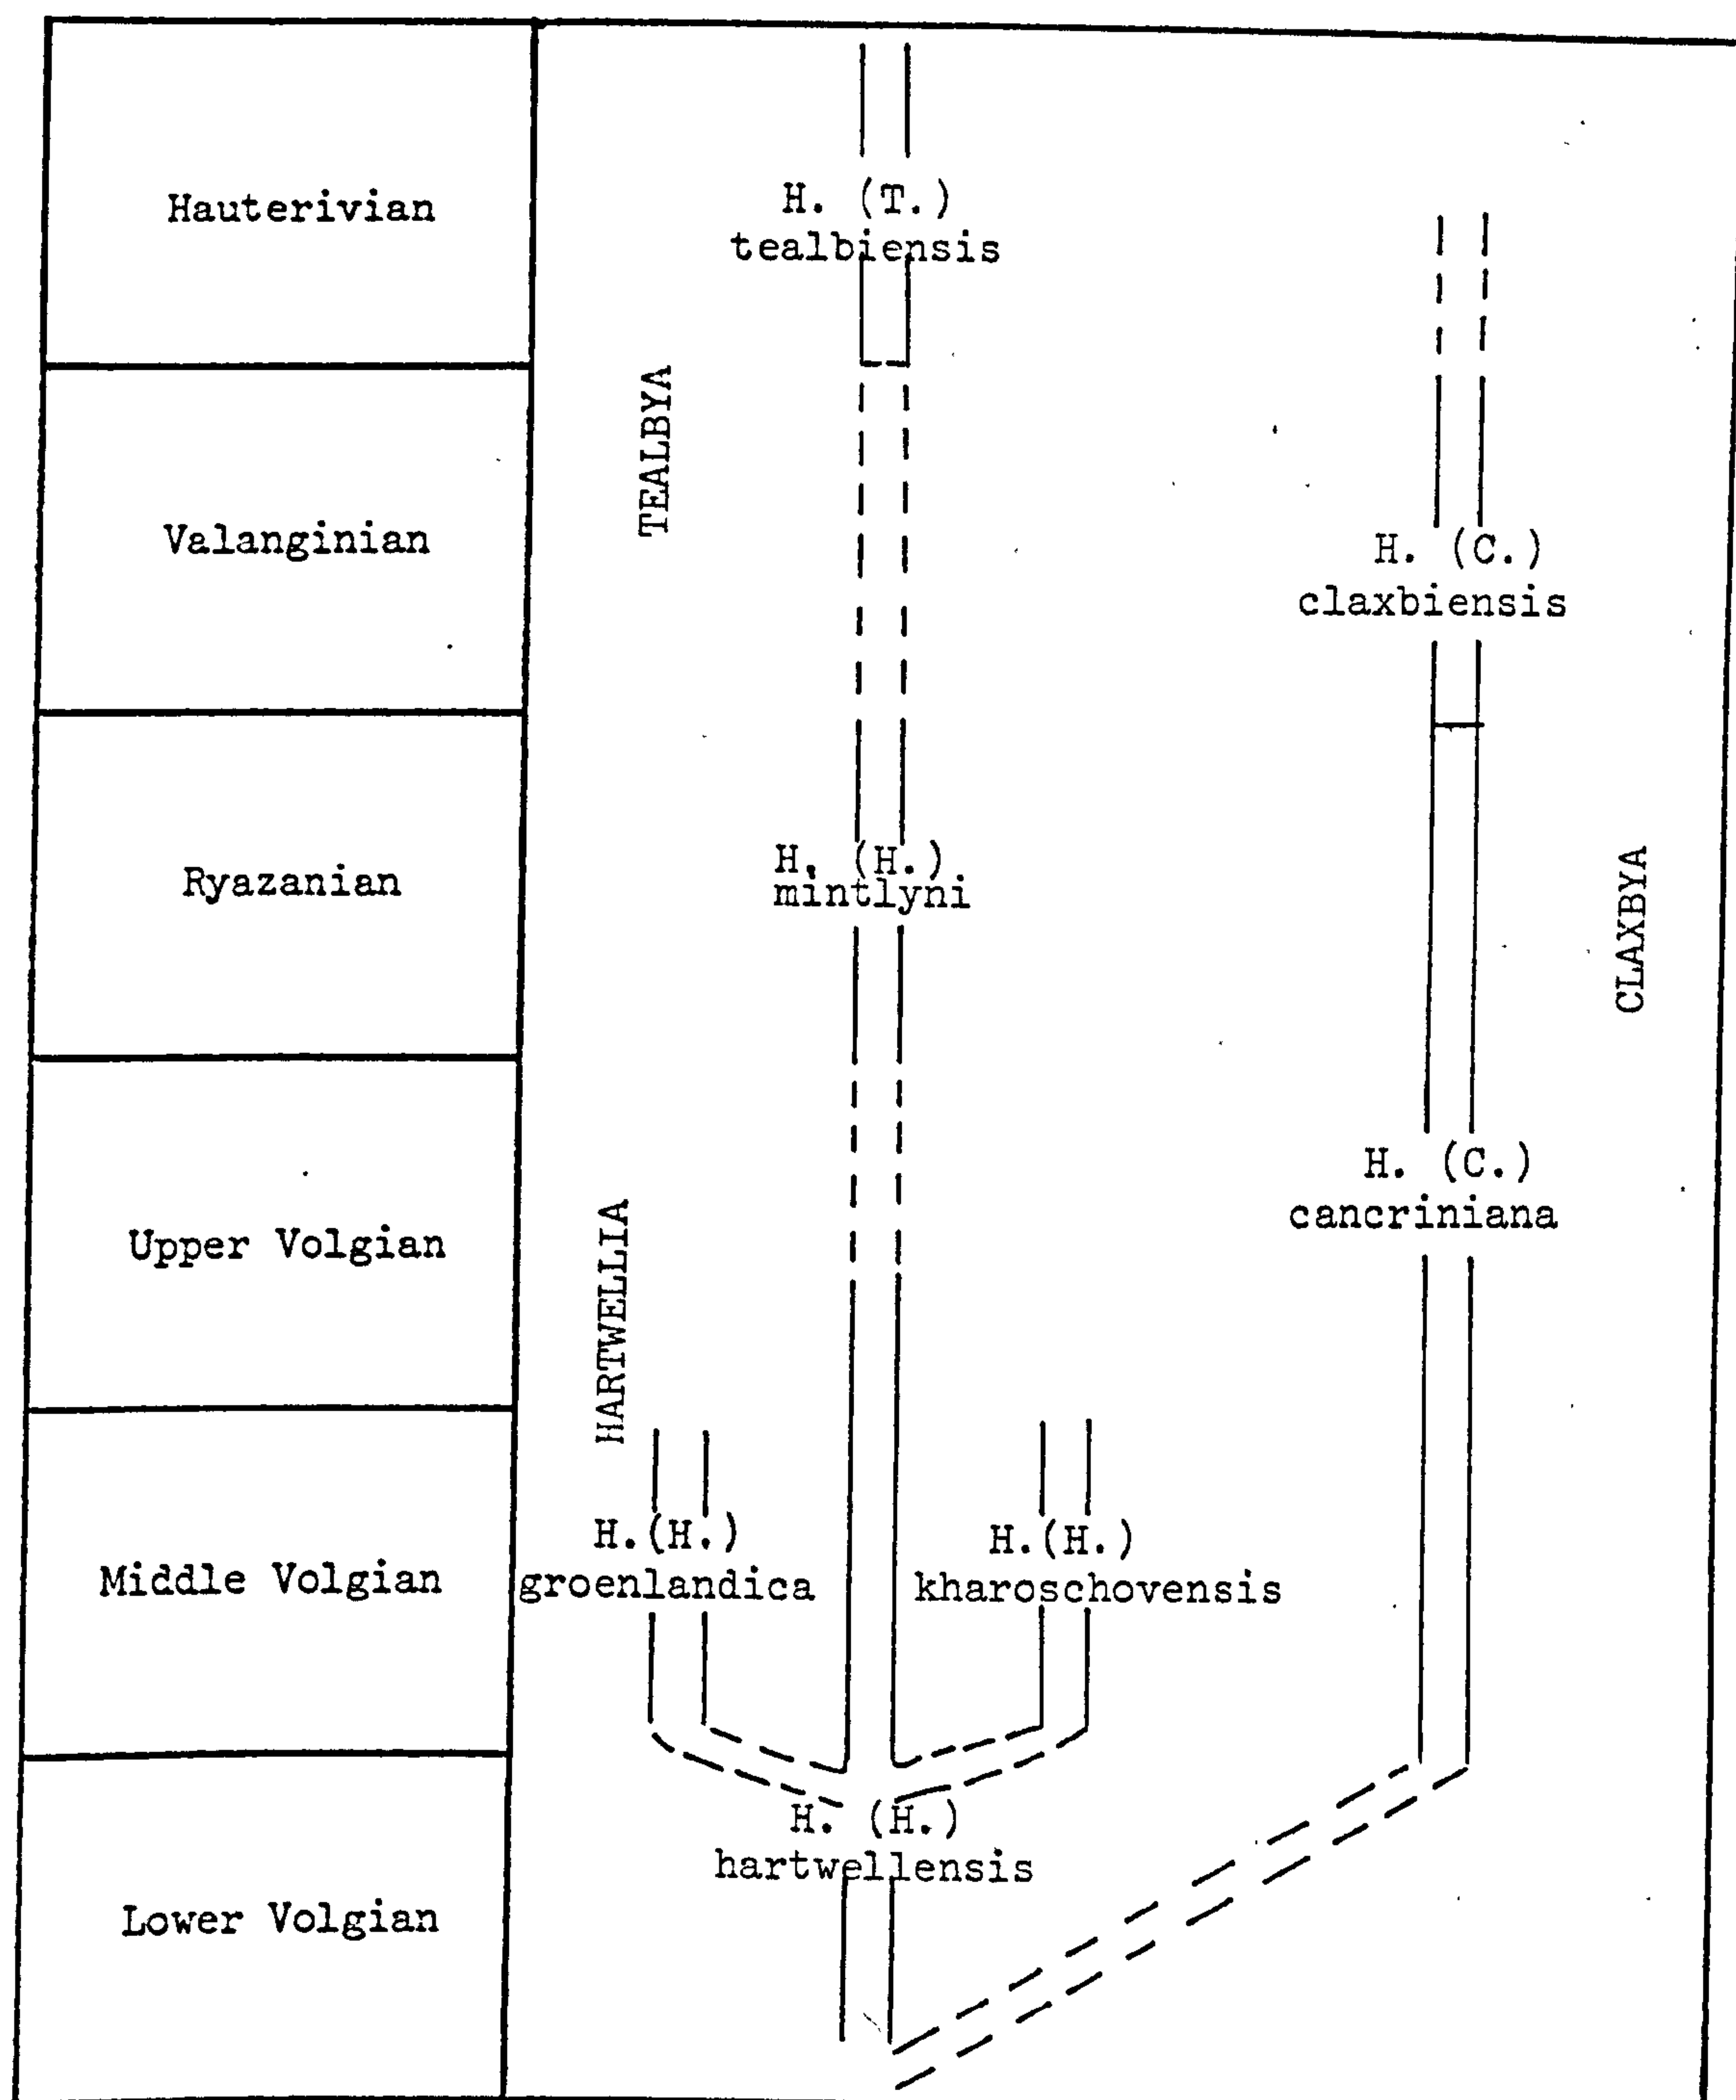 Hauterivian
Valanginian
Ryazanian
Upper Volgian
Middle Volgian
Lower Volgian
TEALBYA
HARTWELLIA
CLAXBYA
H. (T.)
tealbiensis
H. (C.)
claxbiensis
H. (H.)
mintlyni
H. (C.)
cancriniana
H.(H.)
groenlandica
H.(H.)
kharoschovensis
H. (H.)
hartwellensis